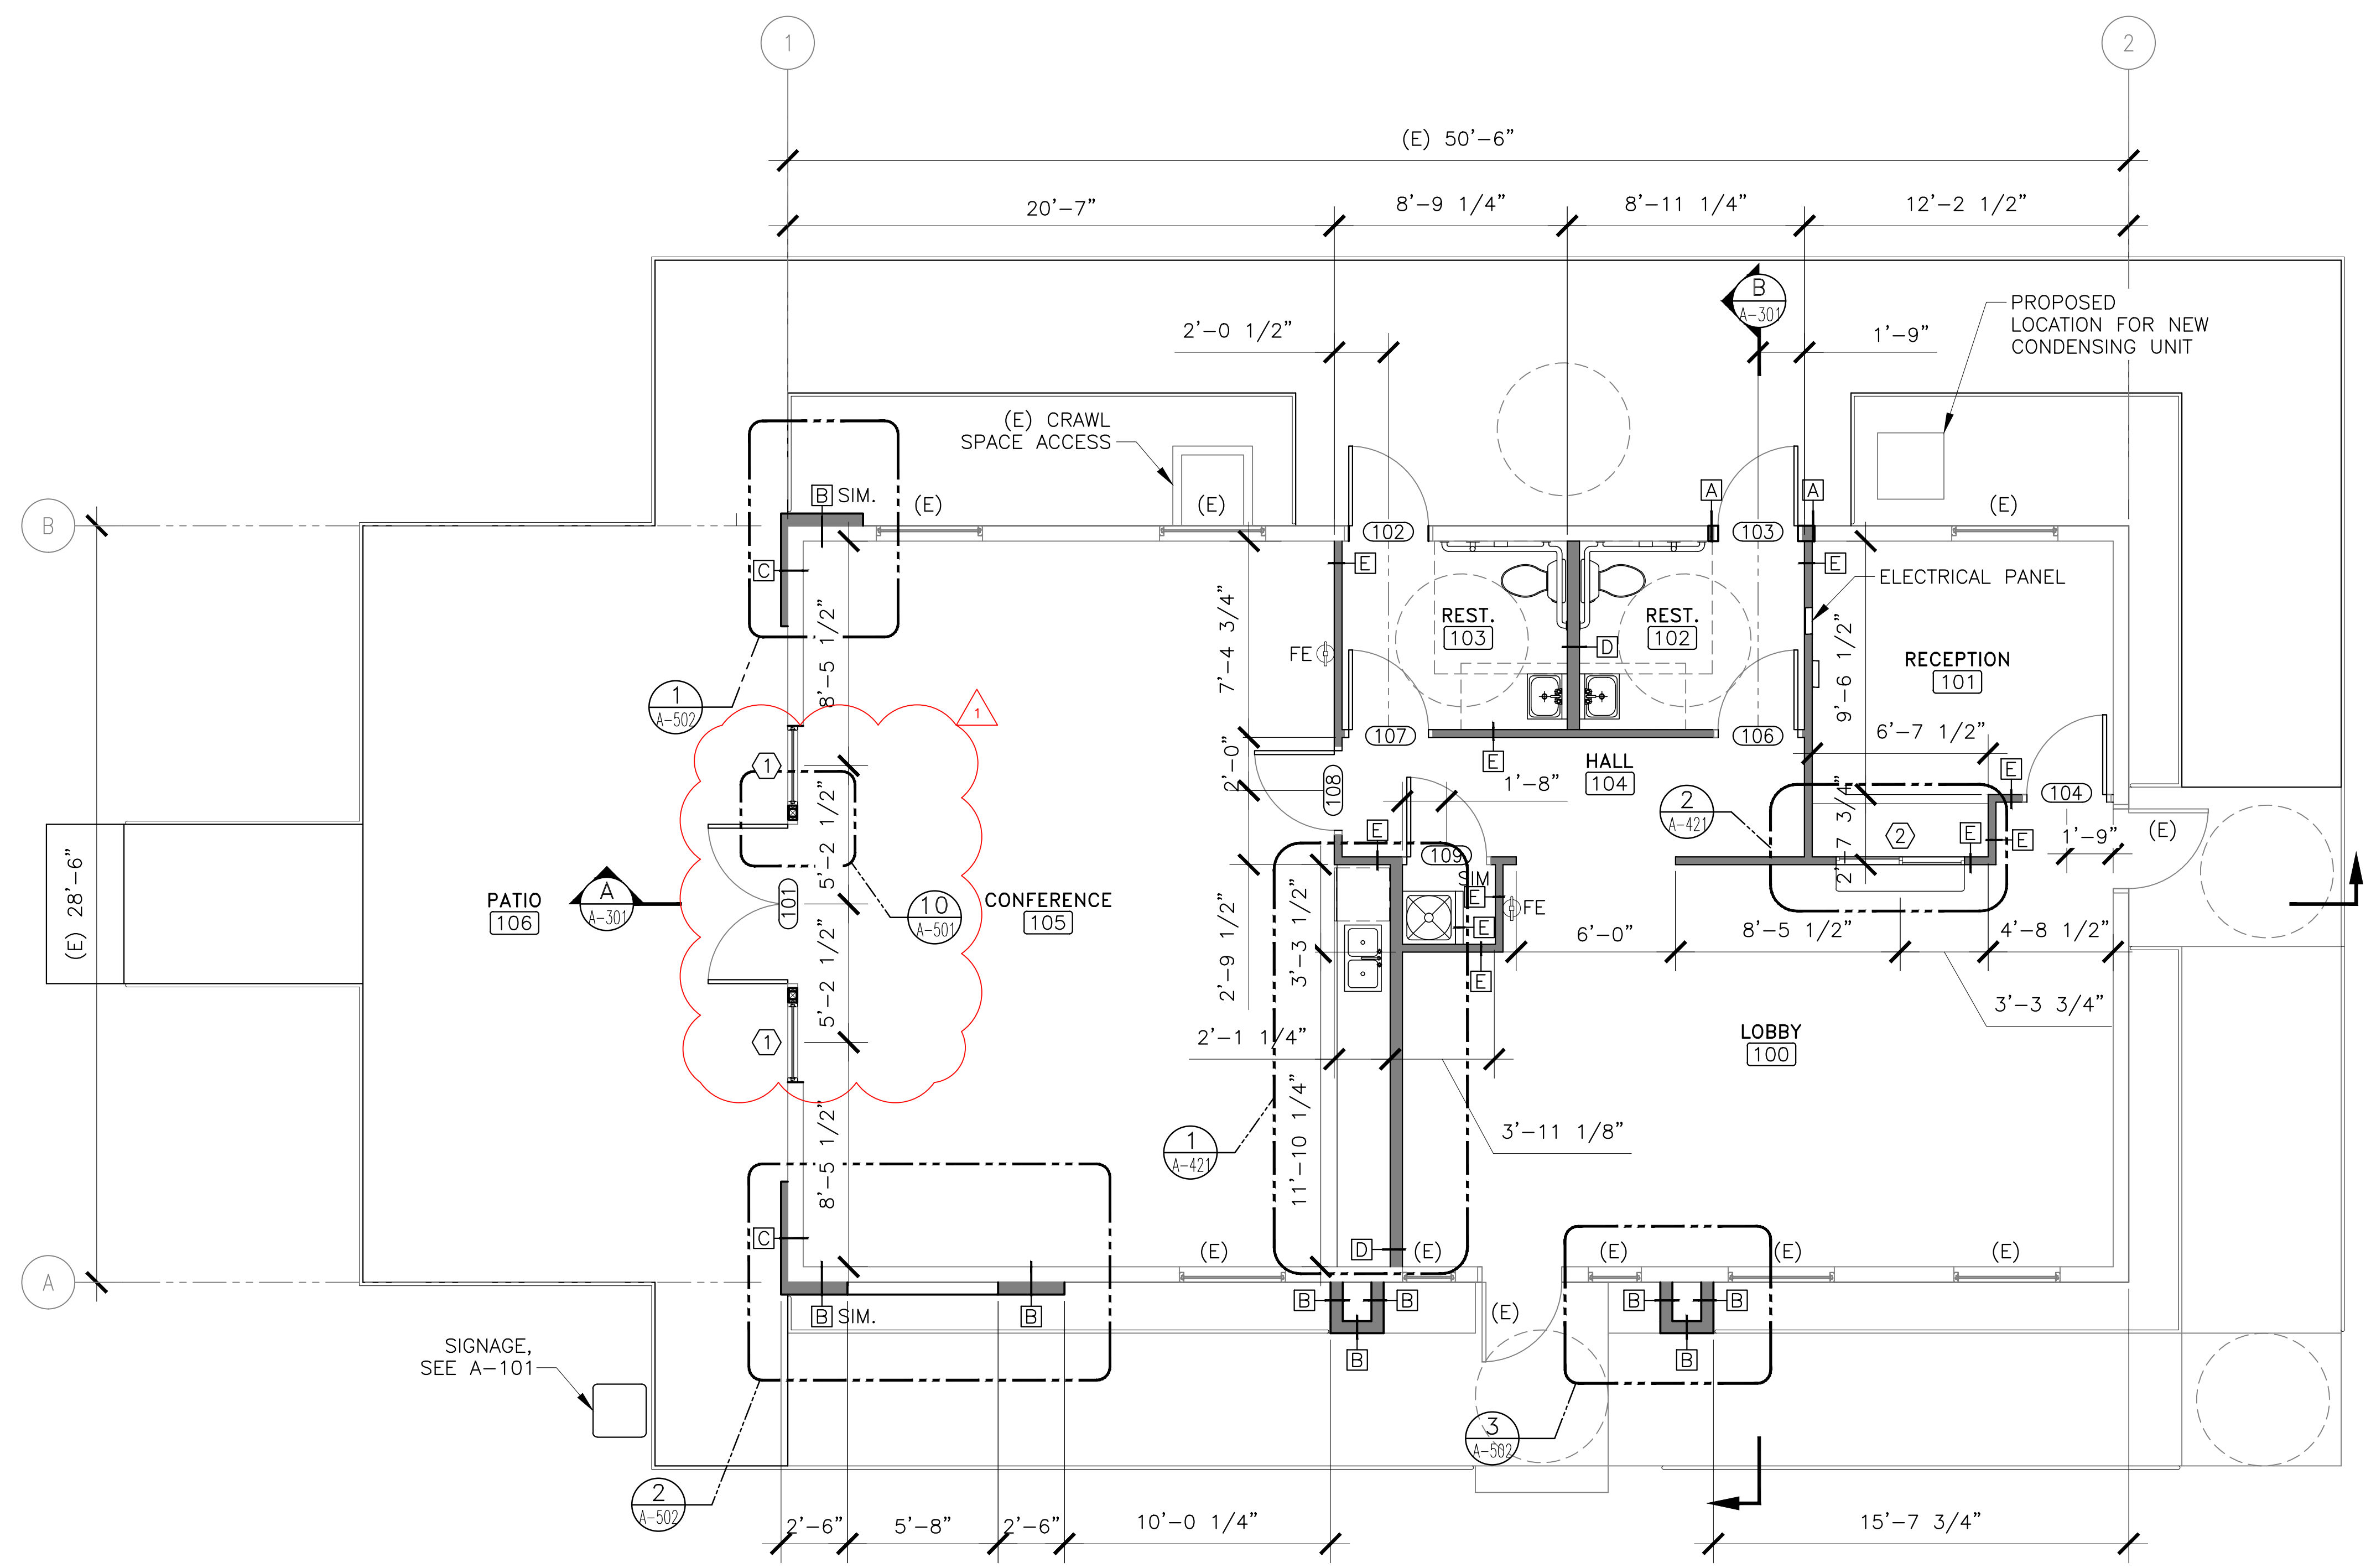 1
2
(E) 50'-6"
20'-7"
8'-9 1/4"
8'-11 1/4"
12'-2 1/2"
B
A-301
PROPOSED
LOCATION FOR NEW
CONDENSING UNIT
2'-0 1/2"
1'-9"
(E) CRAWL
SPACE ACCESS
B SIM.
(E)
(E)
A
A
(E)
B
102
103
C
E
E
ELECTRICAL PANEL
8'-5 1/2"
7'-4 3/4"
FE
REST.
103
REST.
102
D
9'-6 1/2"
RECEPTION
101
1
A-502
1
6'-7 1/2"
107
106
1
2'-0"
108
E
HALL
104
1'-8"
E
104
5'-2 1/2"
2
A-421
2'-7 3/4"
2
E
E
1'-9"
(E)
E
109
SIM
E
FE
E
E
(E) 28'-6"
PATIO
106
A
A-301
101
10
A-501
CONFERENCE
105
2'-9 1/2"
3'-3 1/2"
6'-0"
8'-5 1/2"
4'-8 1/2"
3'-3 3/4"
5'-2 1/2"
1
2'-1 1/4"
LOBBY
100
8'-5 1/2"
1
A-421
11'-10 1/4"
3'-11 1/8"
C
(E)
D
(E)
(E)
(E)
(E)
A
B SIM.
B
B
B
B
(E)
B
B
B
SIGNAGE,
SEE A-101
3
A-502
2
A-502
2'-6"
5'-8"
2'-6"
10'-0 1/4"
15'-7 3/4"